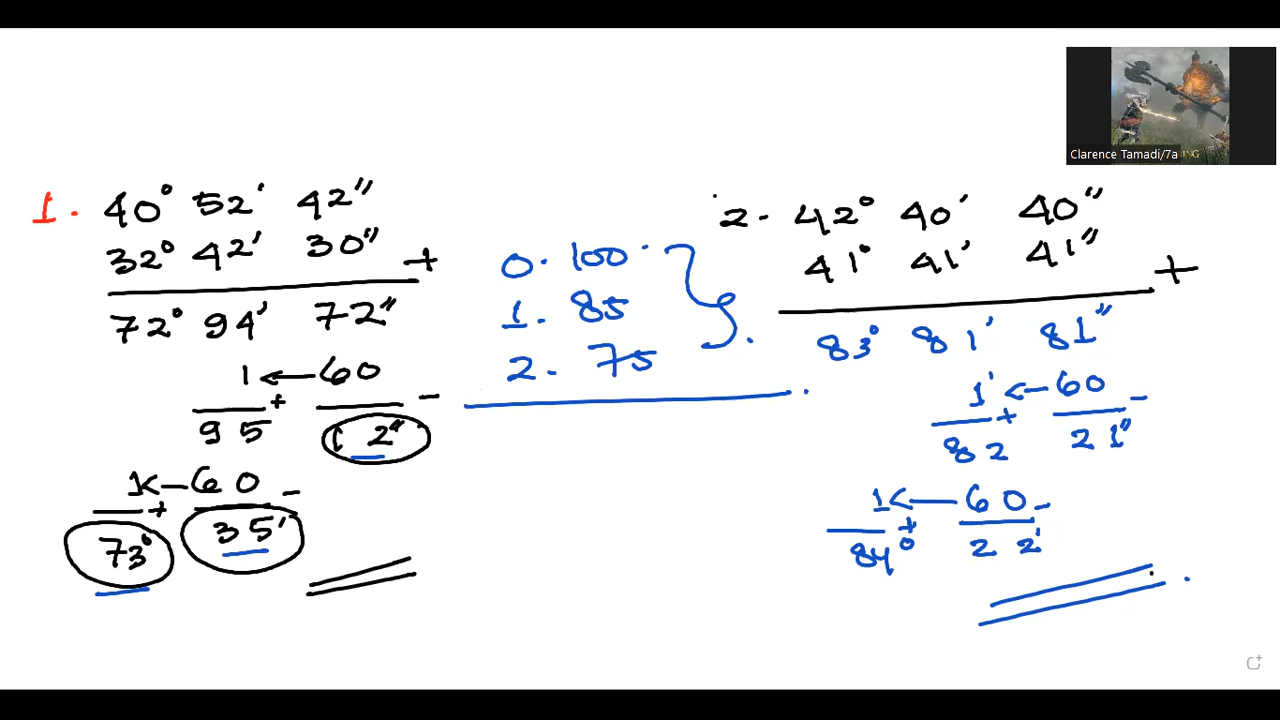 Clarence Tamadi/7a ING
1. 40° 52' 42"
32° 42' 30" +
72° 94' 72"
1 ← 60 -
+
95 12"
1 ← 60 -
+
73° 35'
0. 100
1. 85
2. 75
2. 42° 40' 40"
41° 41' 41" +
83° 81' 81"
1' ← 60 -
+
82 21"
1 ← 60 -
+
84° 22'